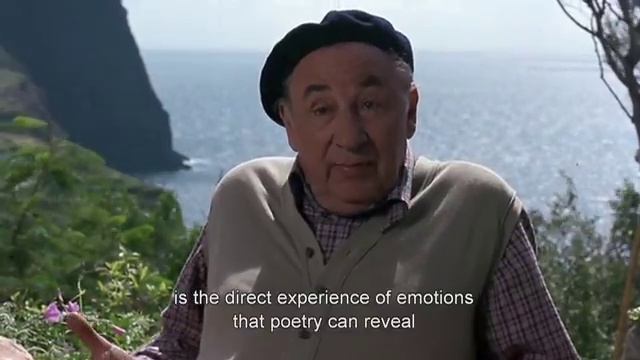 is the direct experience of emotions
that poetry can reveal